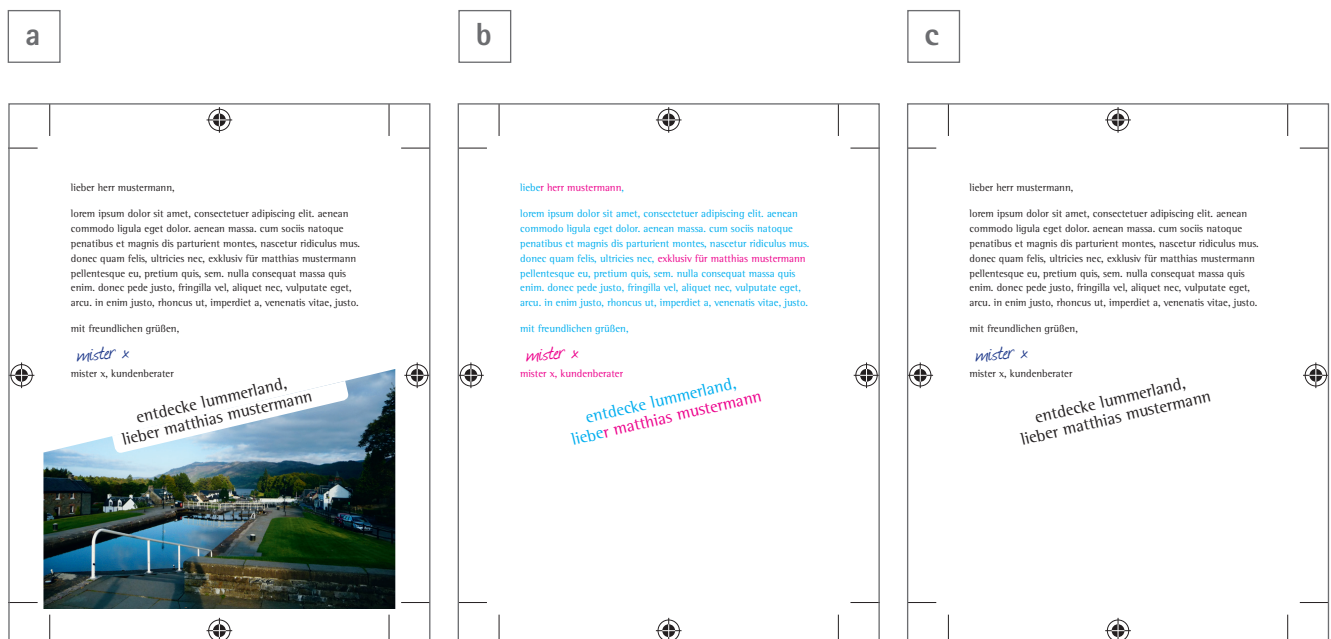 a
lieber herr mustermann,
lorem ipsum dolor sit amet, consectetuer adipiscing elit. aenean
commodo ligula eget dolor. aenean massa. cum sociis natoque
penatibus et magnis dis parturient montes, nascetur ridiculus mus.
donec quam felis, ultricies nec, exklusiv für matthias mustermann
pellentesque eu, pretium quis, sem. nulla consequat massa quis
enim. donec pede justo, fringilla vel, aliquet nec, vulputate eget,
arcu. in enim justo, rhoncus ut, imperdiet a, venenatis vitae, justo.
mit freundlichen grüßen,
mister x
mister x, kundenberater
entdecke lummerland,
lieber matthias mustermann
b
lieber herr mustermann,
lorem ipsum dolor sit amet, consectetuer adipiscing elit. aenean
commodo ligula eget dolor. aenean massa. cum sociis natoque
penatibus et magnis dis parturient montes, nascetur ridiculus mus.
donec quam felis, ultricies nec, exklusiv für matthias mustermann
pellentesque eu, pretium quis, sem. nulla consequat massa quis
enim. donec pede justo, fringilla vel, aliquet nec, vulputate eget,
arcu. in enim justo, rhoncus ut, imperdiet a, venenatis vitae, justo.
mit freundlichen grüßen,
mister x
mister x, kundenberater
entdecke lummerland,
lieber matthias mustermann
c
lieber herr mustermann,
lorem ipsum dolor sit amet, consectetuer adipiscing elit. aenean
commodo ligula eget dolor. aenean massa. cum sociis natoque
penatibus et magnis dis parturient montes, nascetur ridiculus mus.
donec quam felis, ultricies nec, exklusiv für matthias mustermann
pellentesque eu, pretium quis, sem. nulla consequat massa quis
enim. donec pede justo, fringilla vel, aliquet nec, vulputate eget,
arcu. in enim justo, rhoncus ut, imperdiet a, venenatis vitae, justo.
mit freundlichen grüßen,
mister x
mister x, kundenberater
entdecke lummerland,
lieber matthias mustermann